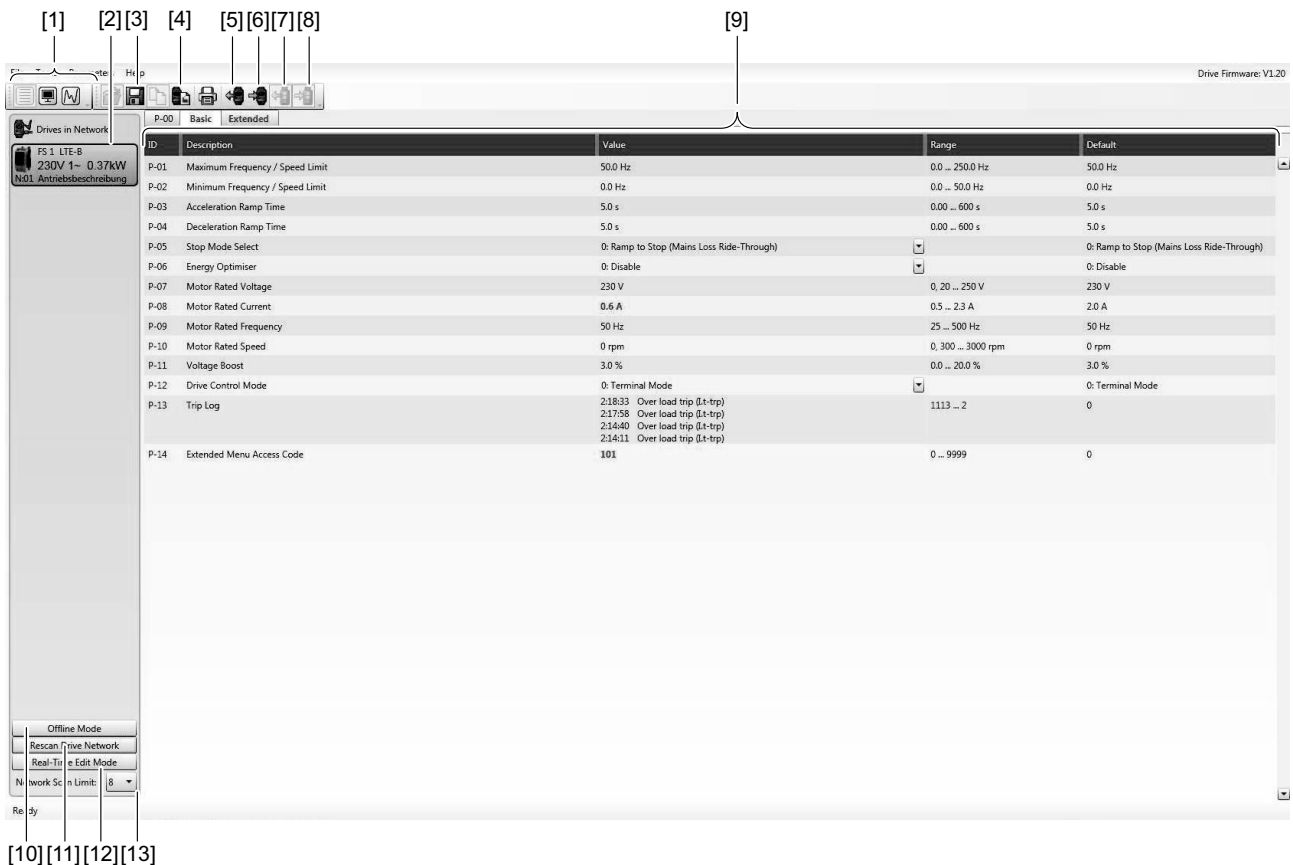 [1] [2] [3] [4] [5] [6] [7] [8] [9]
Help
Drive Firmware: V1.20
Drives in Network
P-00 Basic Extended
ID Description Value Range Default
FS 1 LTE-B
230V 1~ 0.37kW
N:01 Antriebsbeschreibung
P-01 Maximum Frequency / Speed Limit 50.0 Hz 0.0 ... 250.0 Hz 50.0 Hz
P-02 Minimum Frequency / Speed Limit 0.0 Hz 0.0 ... 50.0 Hz 0.0 Hz
P-03 Acceleration Ramp Time 5.0 s 0.00 ... 600 s 5.0 s
P-04 Deceleration Ramp Time 5.0 s 0.00 ... 600 s 5.0 s
P-05 Stop Mode Select 0: Ramp to Stop (Mains Loss Ride-Through) 0: Ramp to Stop (Mains Loss Ride-Through)
P-06 Energy Optimiser 0: Disable 0: Disable
P-07 Motor Rated Voltage 230 V 0, 20 ... 250 V 230 V
P-08 Motor Rated Current 0.6 A 0.5 ... 2.3 A 2.0 A
P-09 Motor Rated Frequency 50 Hz 25 ... 500 Hz 50 Hz
P-10 Motor Rated Speed 0 rpm 0, 300 ... 3000 rpm 0 rpm
P-11 Voltage Boost 3.0 % 0.0 ... 20.0 % 3.0 %
P-12 Drive Control Mode 0: Terminal Mode 0: Terminal Mode
P-13 Trip Log 2:18:33 Over load trip (I.t-trp) 1113 ... 2 0
2:17:58 Over load trip (I.t-trp)
2:14:40 Over load trip (I.t-trp)
2:14:11 Over load trip (I.t-trp)
P-14 Extended Menu Access Code 101 0 ... 9999 0
Offline Mode
Rescan Drive Network
Real-Time Edit Mode
Network Scan Limit: 8
Ready
[10] [11] [12] [13]